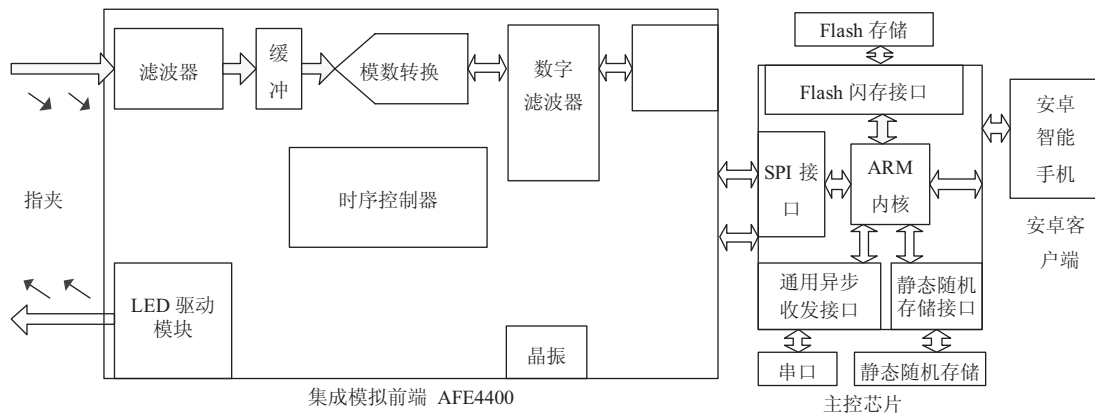 Flash 存储
滤波器
缓
冲
模数转换
数字
滤波器
Flash 闪存接口
安卓
智能
手机
SPI 接
口
ARM
内核
指夹
时序控制器
安卓客
户端
LED 驱动
模块
通用异步
收发接口
静态随机
存储接口
晶振
串口
静态随机存储
集成模拟前端 AFE4400
主控芯片